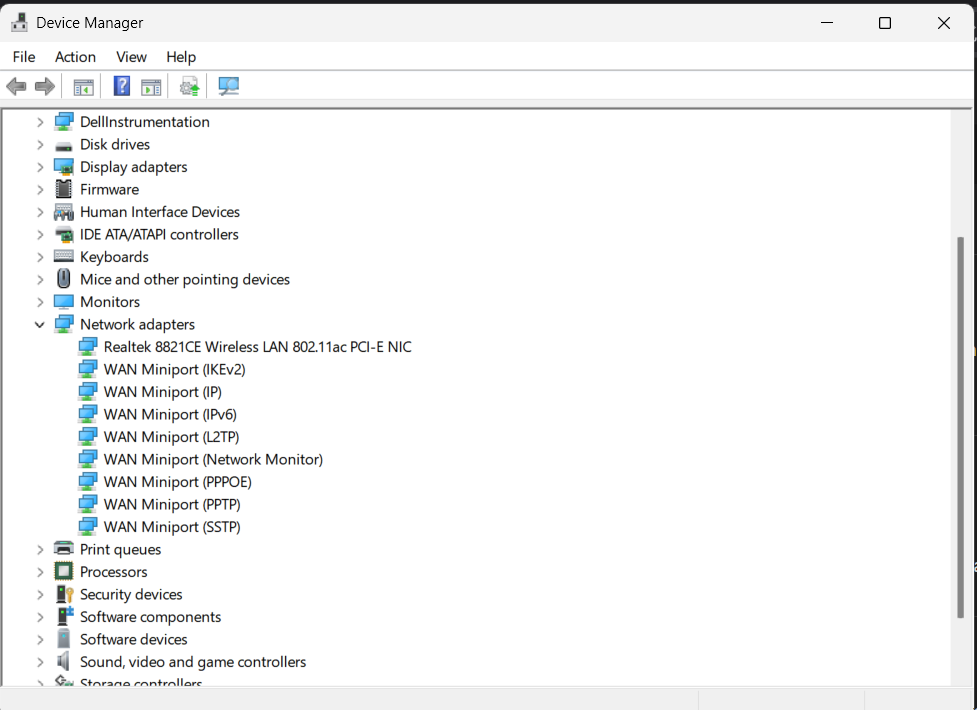 Device Manager
File Action View Help
DellInstrumentation
Disk drives
Display adapters
Firmware
Human Interface Devices
IDE ATA/ATAPI controllers
Keyboards
Mice and other pointing devices
Monitors
Network adapters
Realtek 8821CE Wireless LAN 802.11ac PCI-E NIC
WAN Miniport (IKEv2)
WAN Miniport (IP)
WAN Miniport (IPv6)
WAN Miniport (L2TP)
WAN Miniport (Network Monitor)
WAN Miniport (PPPOE)
WAN Miniport (PPTP)
WAN Miniport (SSTP)
Print queues
Processors
Security devices
Software components
Software devices
Sound, video and game controllers
Storage controllers